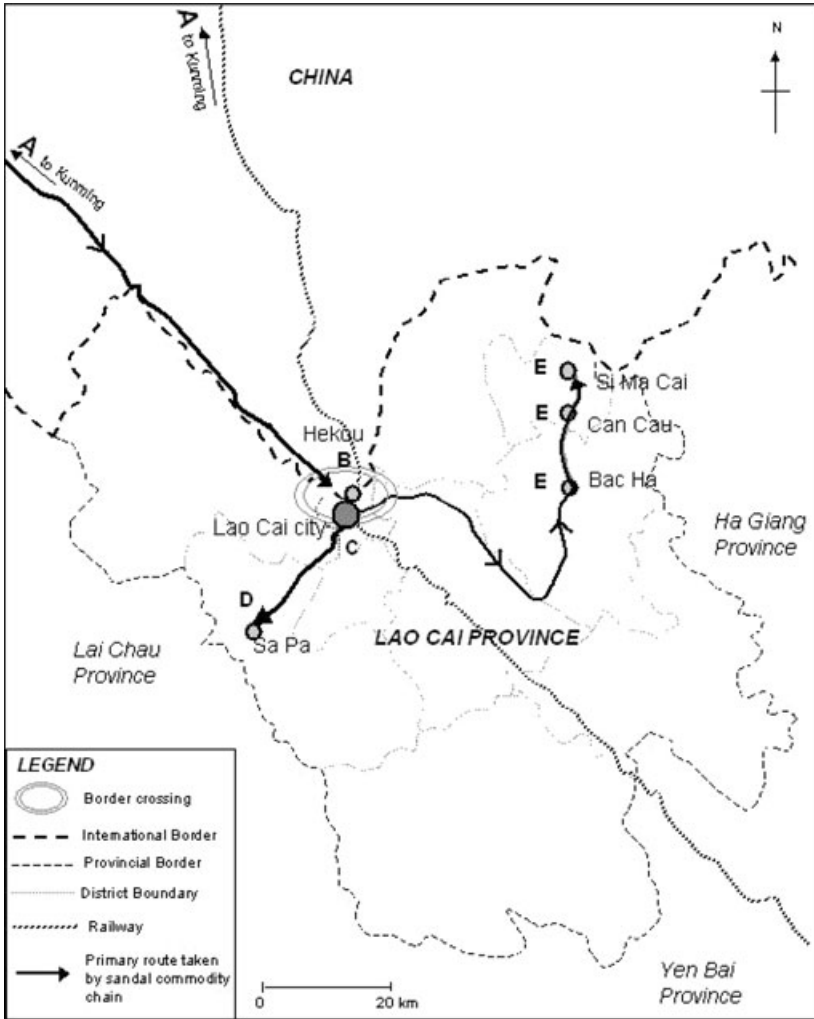 A
to Kunming
CHINA
N
A
to Kunming
E
Si Ma Cai
E
Can Cau
Hekou
B
E
Bac Ha
Lao Cai city
C
Ha Giang
Province
D
Sa Pa
LAO CAI PROVINCE
Lai Chau
Province
LEGEND
Border crossing
International Border
Provincial Border
District Boundary
Railway
Primary route taken
by sandal commodity
chain
0
20 km
Yen Bai
Province